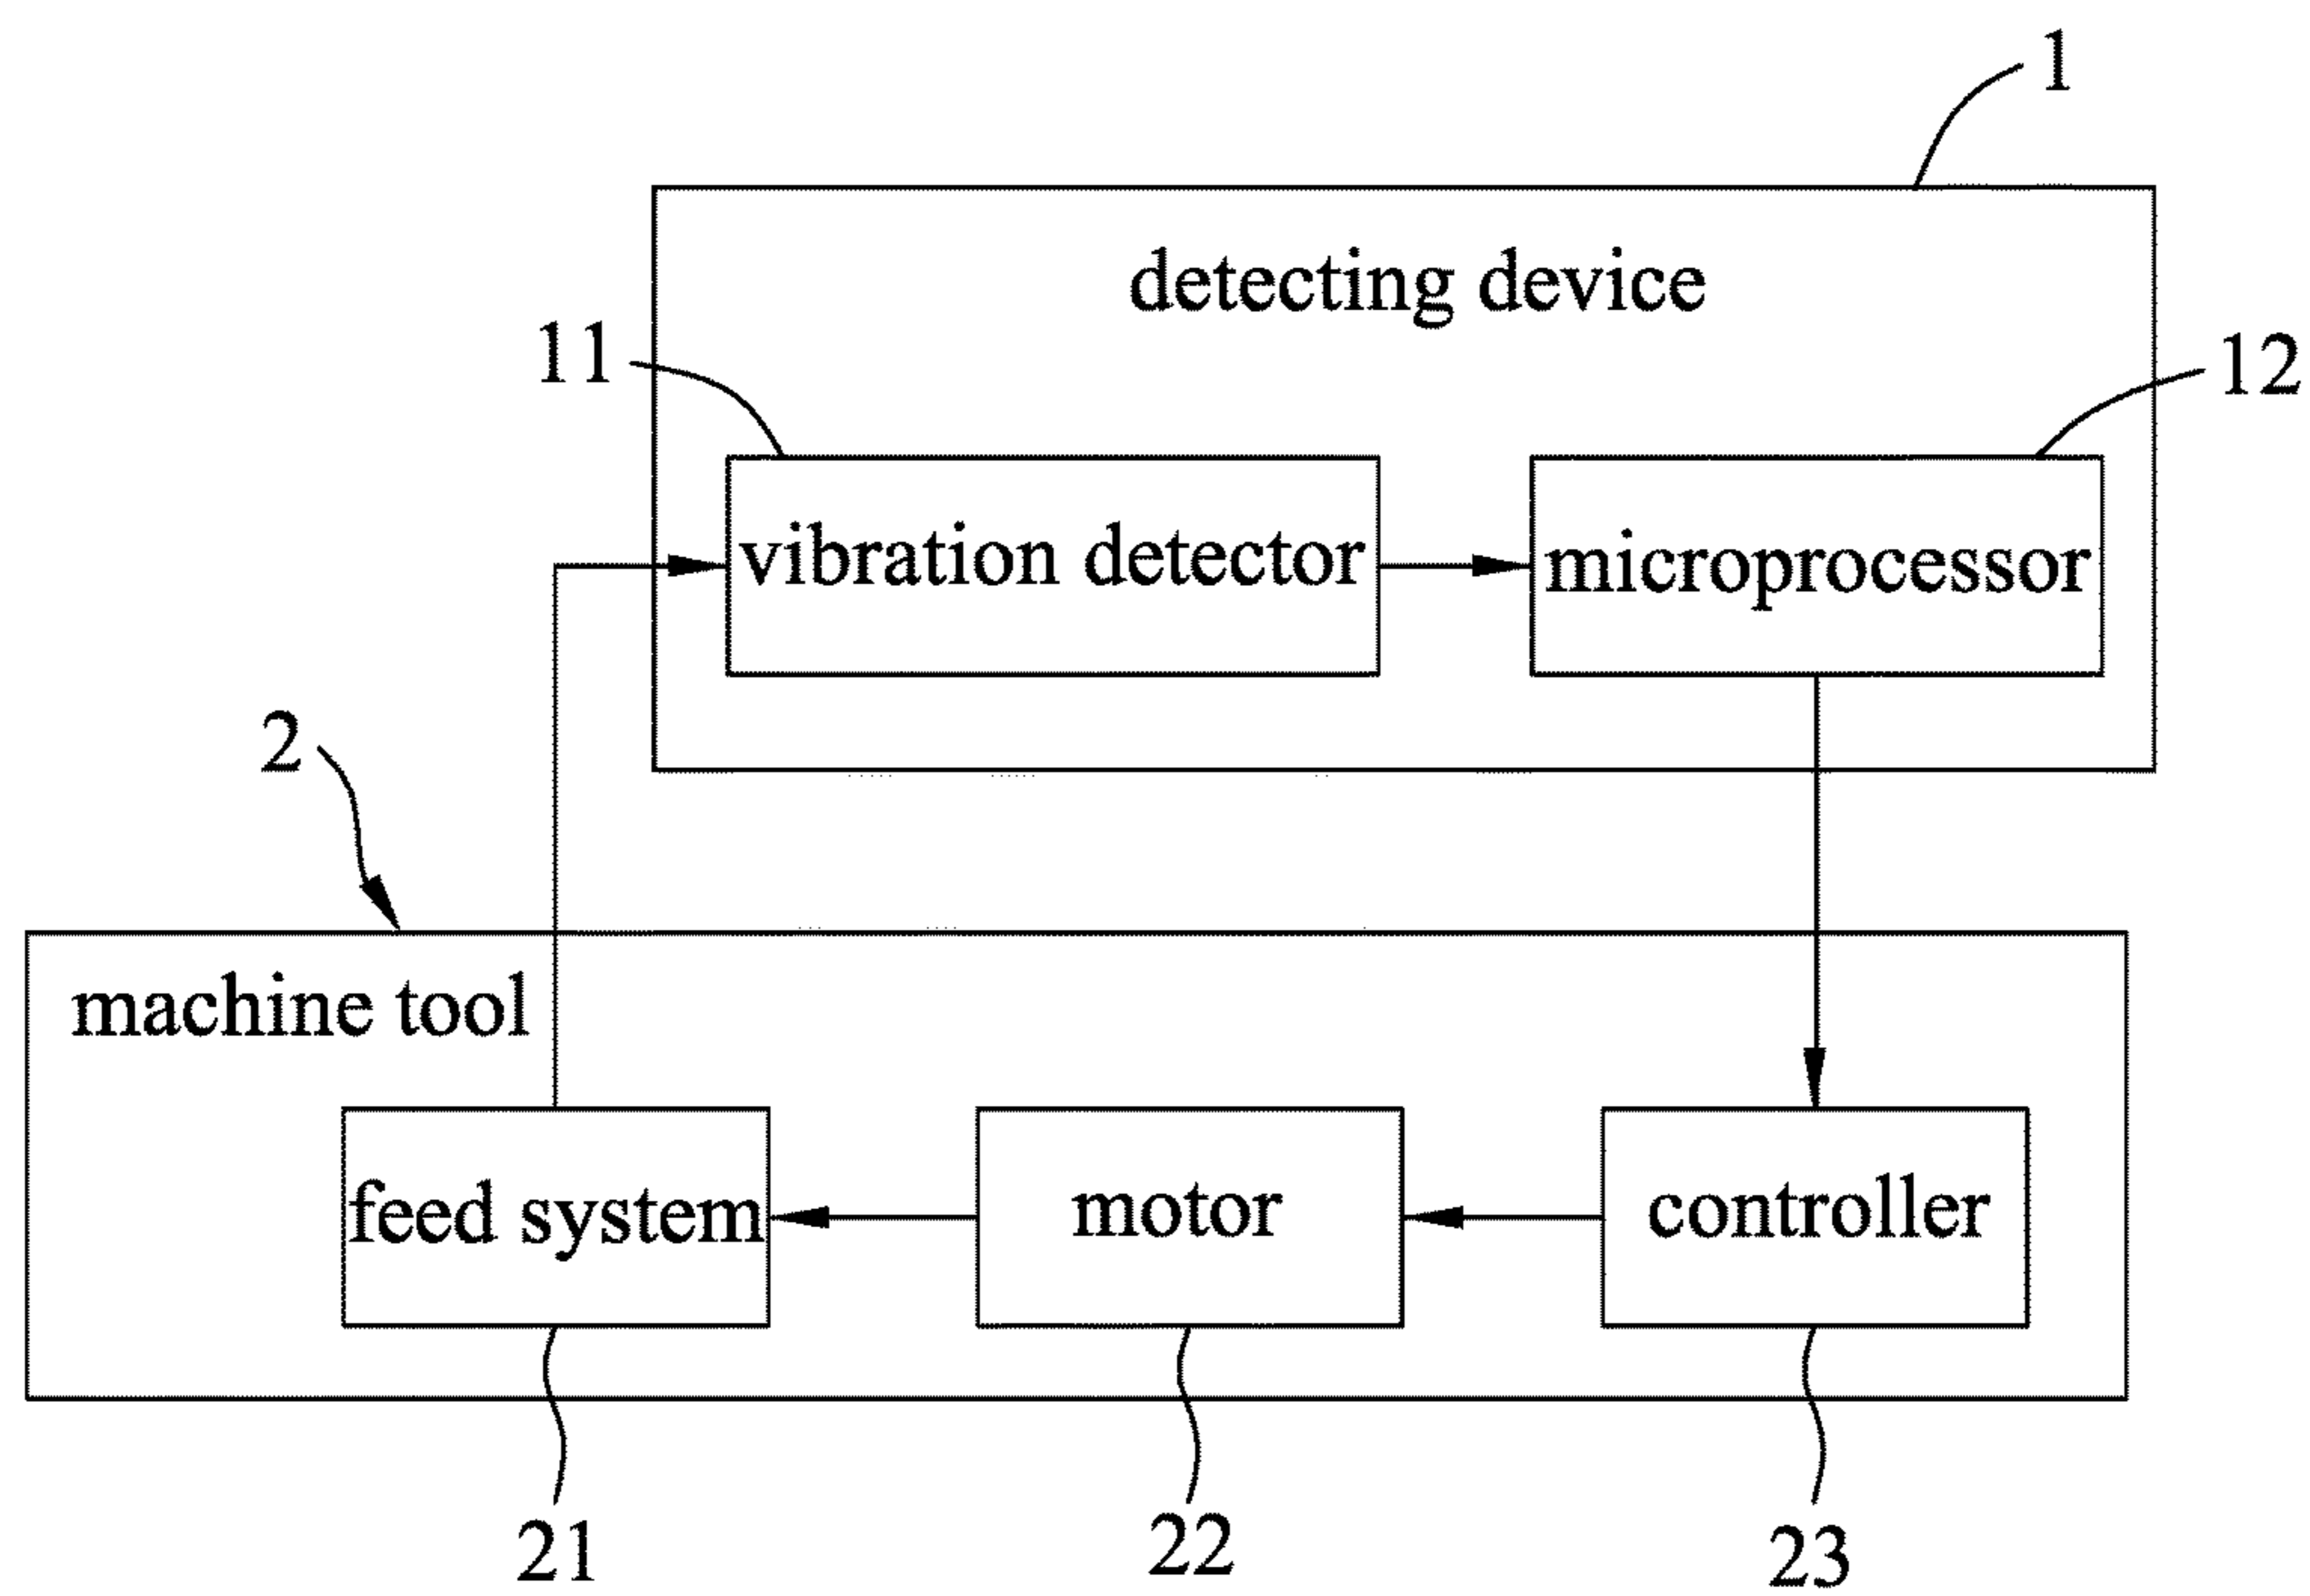 1
detecting device
11
12
vibration detector
microprocessor
2
machine tool
feed system
motor
controller
21
22
23